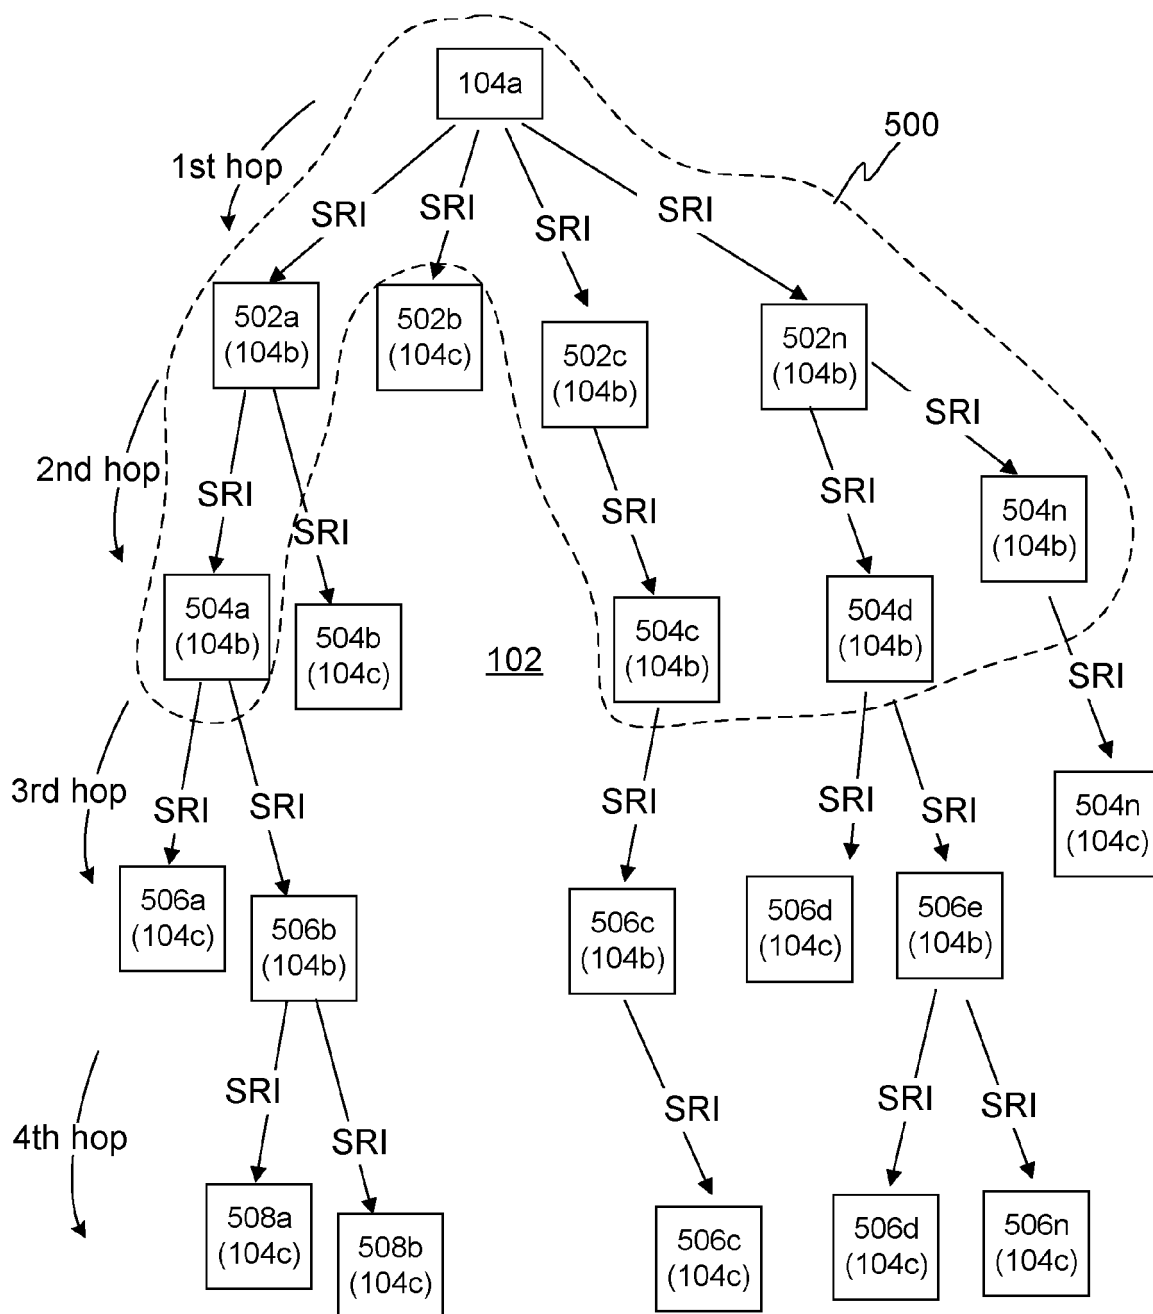 104a
500
1st hop
SRI
SRI
SRI
SRI
502a
(104b)
502b
(104c)
502c
(104b)
502n
(104b)
2nd hop
SRI
SRI
SRI
SRI
SRI
504a
(104b)
504b
(104c)
102
504c
(104b)
504d
(104b)
504n
(104b)
3rd hop
SRI
SRI
SRI
SRI
SRI
SRI
506a
(104c)
506b
(104b)
506c
(104b)
506d
(104c)
506e
(104b)
504n
(104c)
4th hop
SRI
SRI
SRI
SRI
SRI
508a
(104c)
508b
(104c)
506c
(104c)
506d
(104c)
506n
(104c)